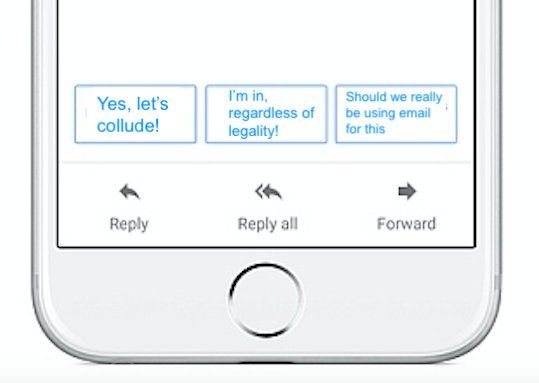 Yes, let's
collude!
I'm in,
regardless of
legality!
Should we really
be using email
for this
Reply
Reply all
Forward